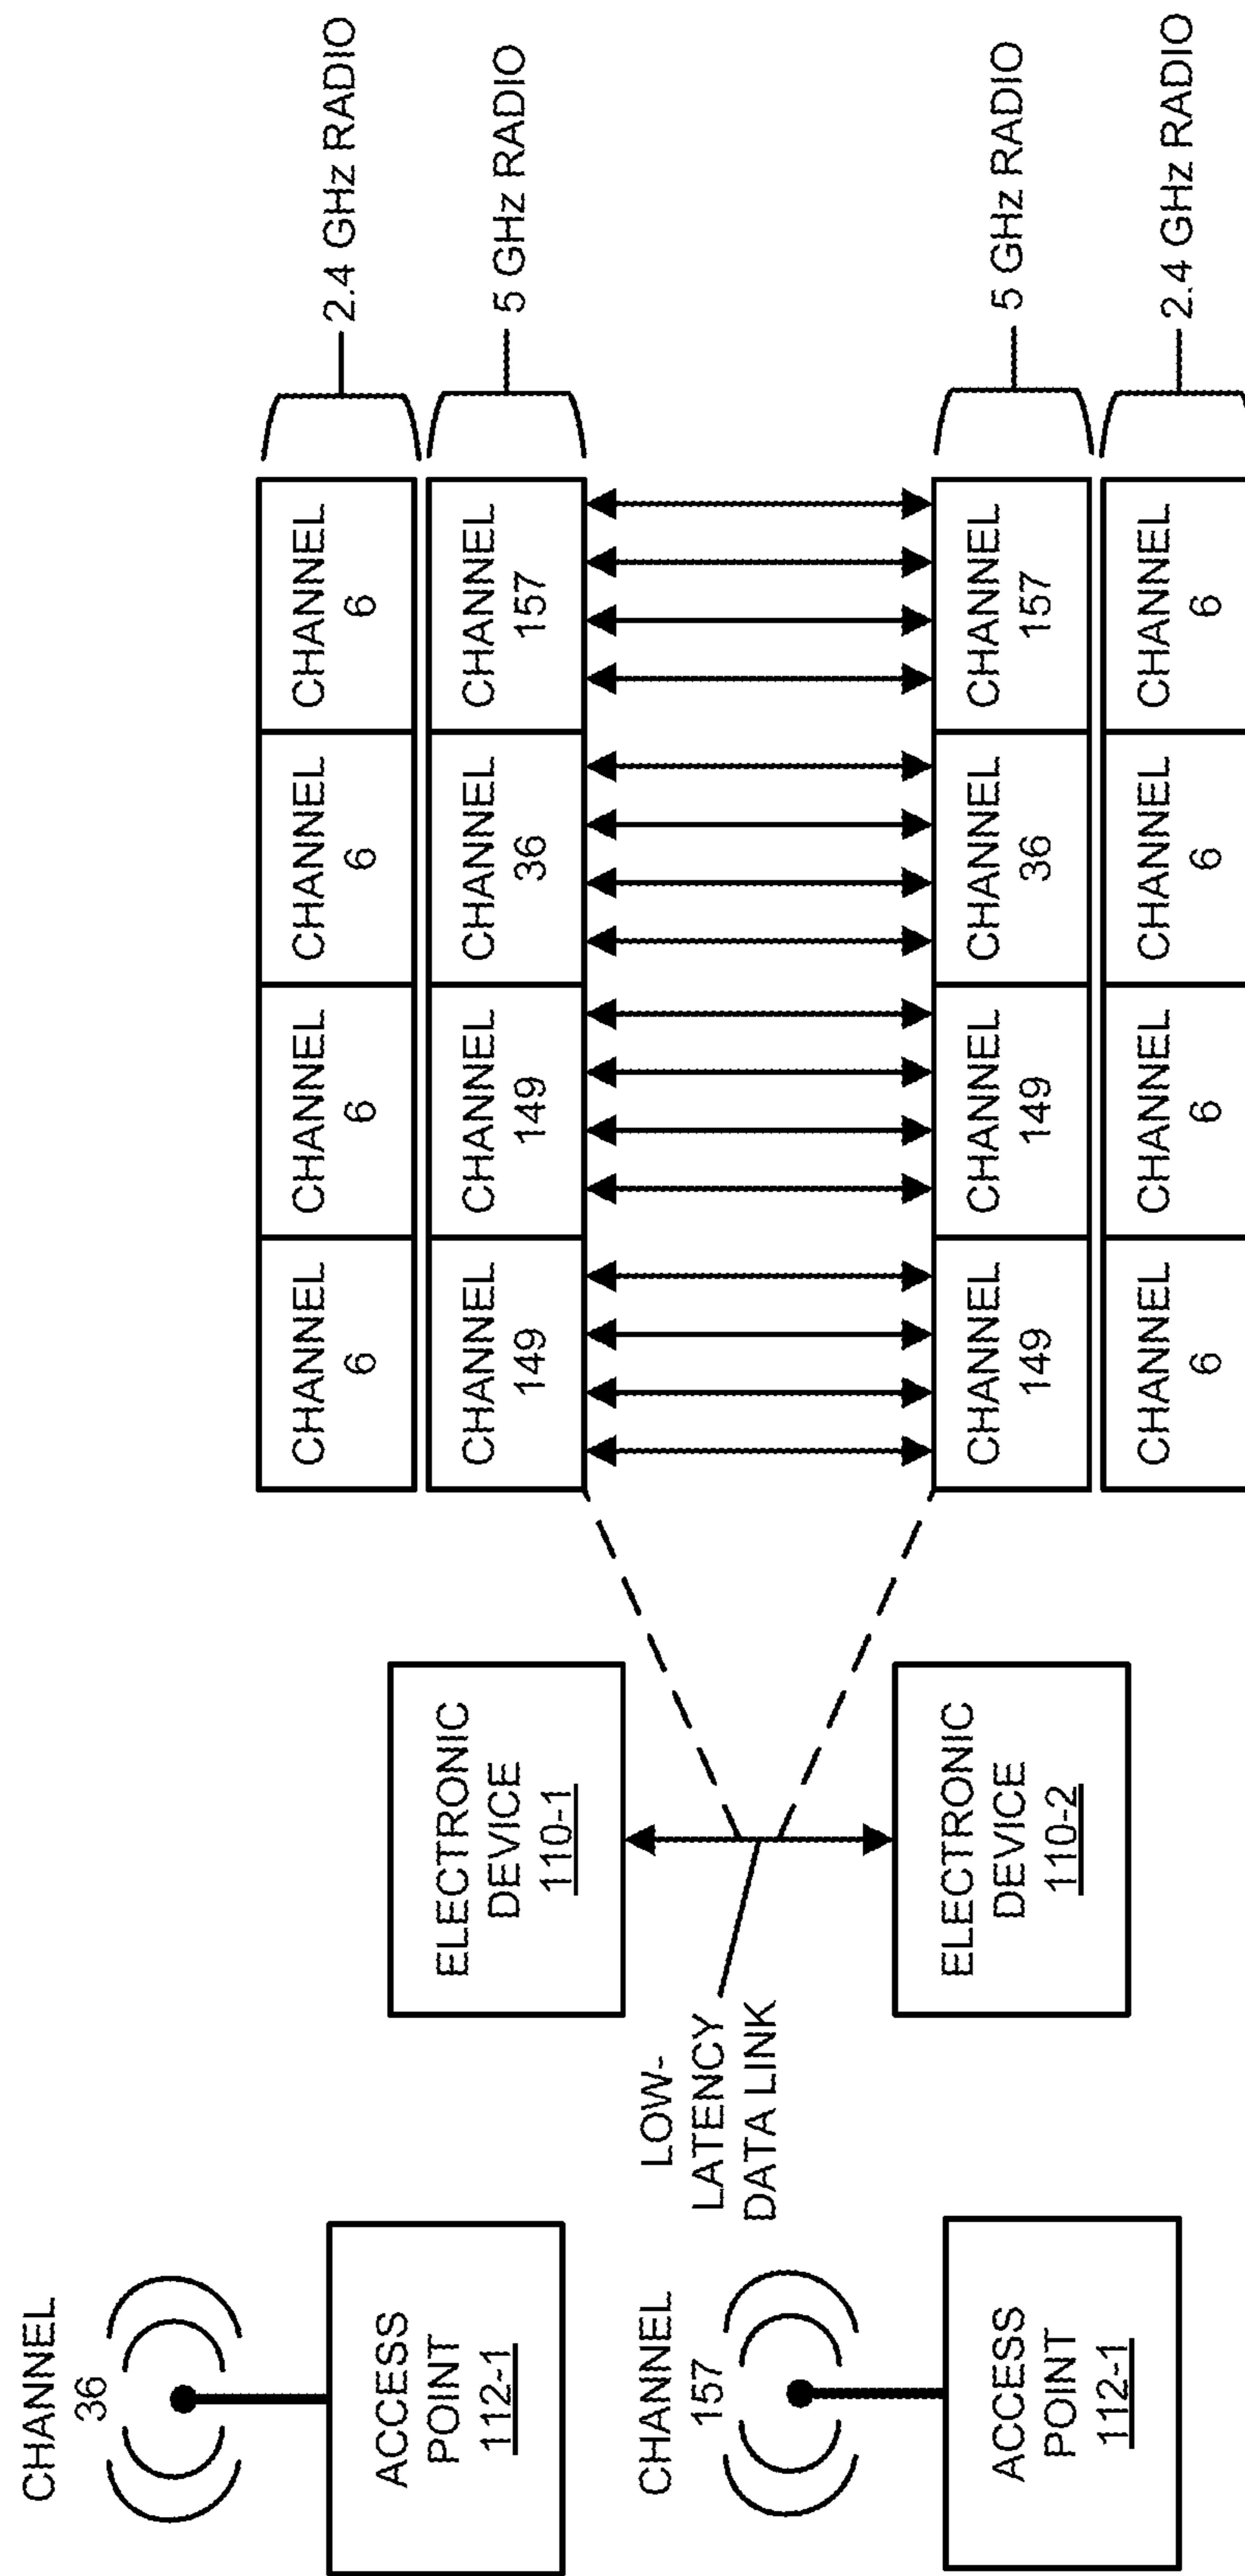 CHANNEL
36
ACCESS
POINT
112-1
CHANNEL
157
ACCESS
POINT
112-1
LOW-
LATENCY
DATA LINK
ELECTRONIC
DEVICE
110-1
ELECTRONIC
DEVICE
110-2
CHANNEL
6
CHANNEL
6
CHANNEL
6
CHANNEL
6
2.4 GHz RADIO
CHANNEL
149
CHANNEL
149
CHANNEL
36
CHANNEL
157
5 GHz RADIO
CHANNEL
149
CHANNEL
149
CHANNEL
36
CHANNEL
157
5 GHz RADIO
CHANNEL
6
CHANNEL
6
CHANNEL
6
CHANNEL
6
2.4 GHz RADIO